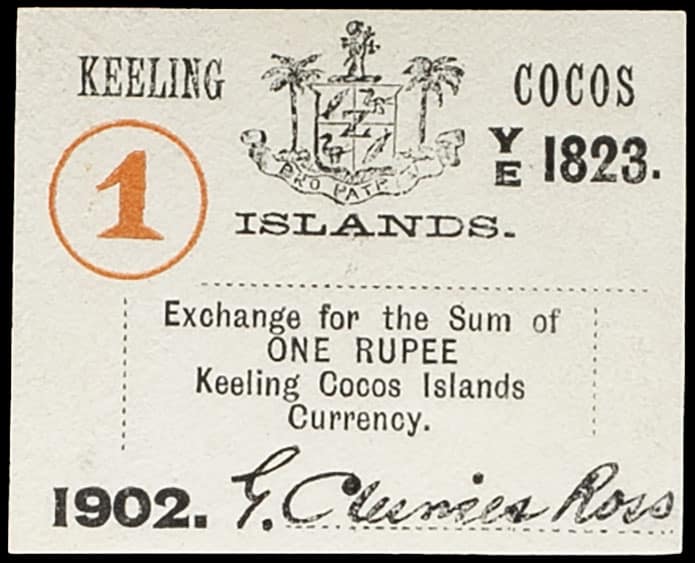 KEELING COCOS
YE 1823.
1
PRO PATRIA
ISLANDS.
Exchange for the Sum of
ONE RUPEE
Keeling Cocos Islands
Currency.
1902. G. Clunies Ross